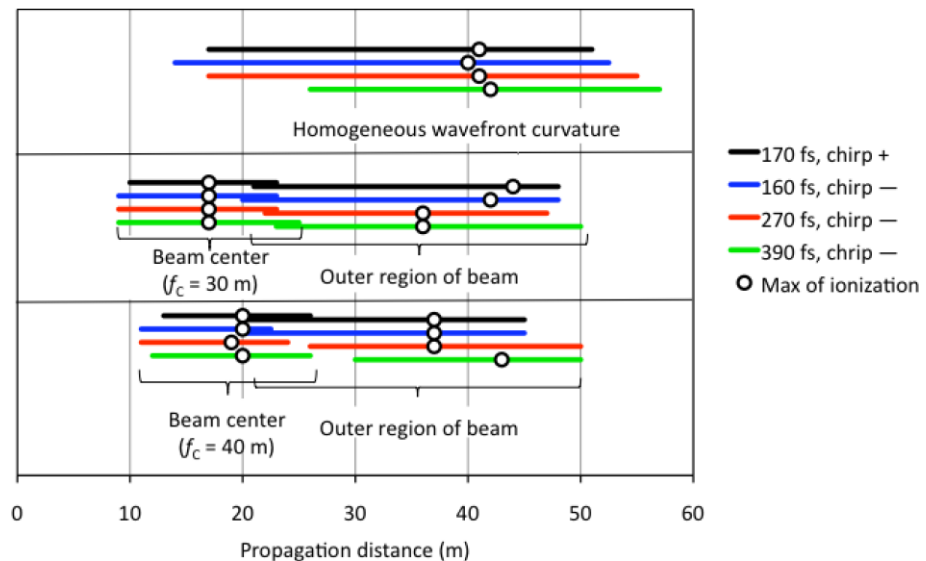 Homogeneous wavefront curvature
Beam center
(fC = 30 m)
Outer region of beam
Beam center
(fC = 40 m)
Outer region of beam
0 10 20 30 40 50 60
Propagation distance (m)
170 fs, chirp +
160 fs, chirp —
270 fs, chirp —
390 fs, chrip —
Max of ionization